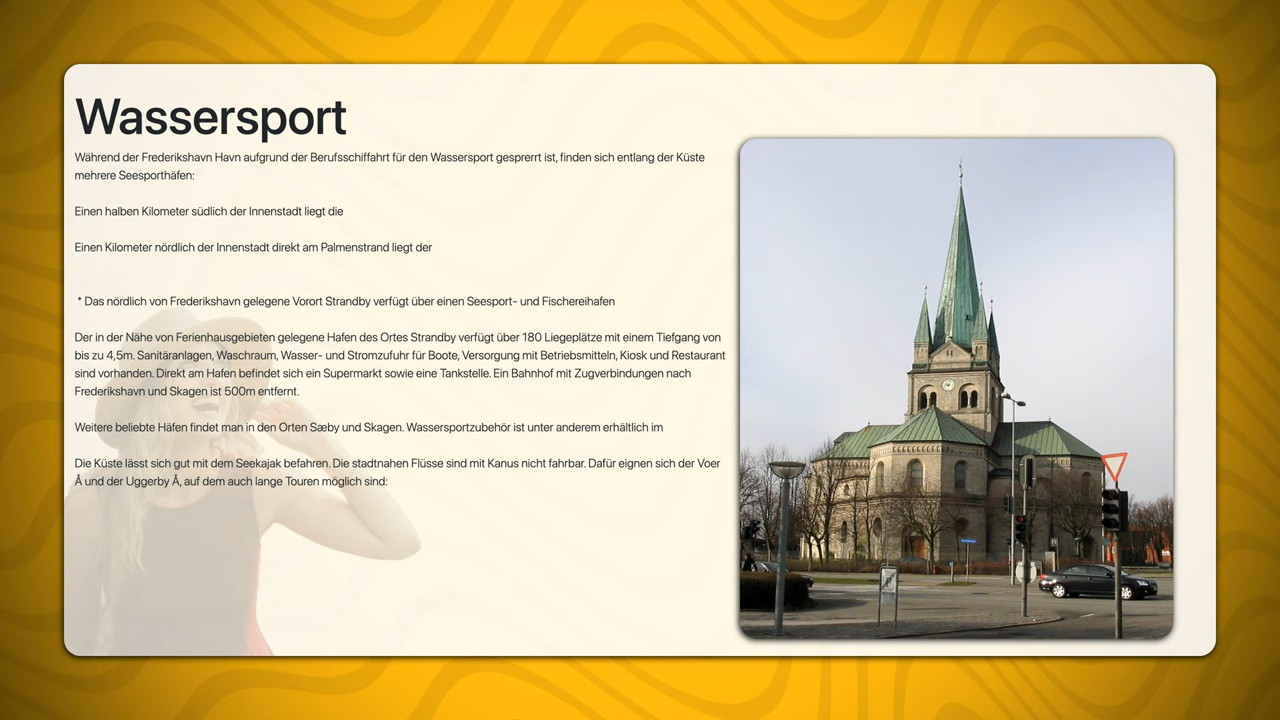 Wassersport
Während der Frederikshavn Havn aufgrund der Berufsschiffahrt für den Wassersport gesperrt ist, finden sich entlang der Küste
mehrere Seesporthäfen:
Einen halben Kilometer südlich der Innenstadt liegt die
Einen Kilometer nördlich der Innenstadt direkt am Palmenstrand liegt der
* Das nördlich von Frederikshavn gelegene Vorort Strandby verfügt über einen Seesport- und Fischereihafen
Der in der Nähe von Ferienhausgebieten gelegene Hafen des Ortes Strandby verfügt über 180 Liegeplätze mit einem Tiefgang von
bis zu 4,5m. Sanitäranlagen, Waschraum, Wasser- und Stromzufuhr für Boote, Versorgung mit Betriebsmitteln, Kiosk und Restaurant
sind vorhanden. Direkt am Hafen befindet sich ein Supermarkt sowie eine Tankstelle. Ein Bahnhof mit Zugverbindungen nach
Frederikshavn und Skagen ist 500m entfernt.
Weitere beliebte Häfen findet man in den Orten Sæby und Skagen. Wassersportzubehör ist unter anderem erhältlich im
Die Küste lässt sich gut mit dem Seekajak befahren. Die stadtnahen Flüsse sind mit Kanus nicht fahrbar. Dafür eignen sich der Voer
Å und der Uggerby Å, auf dem auch lange Touren möglich sind: